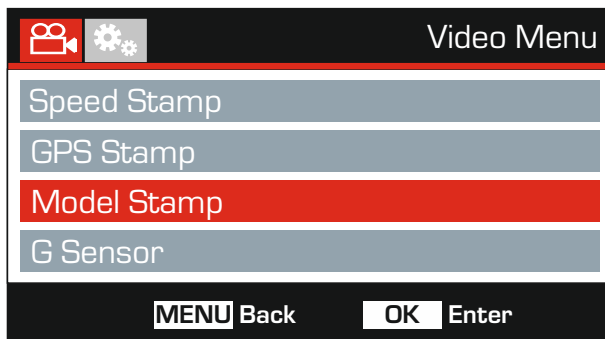 Video Menu
Speed Stamp
GPS Stamp
Model Stamp
G Sensor
MENU Back OK Enter